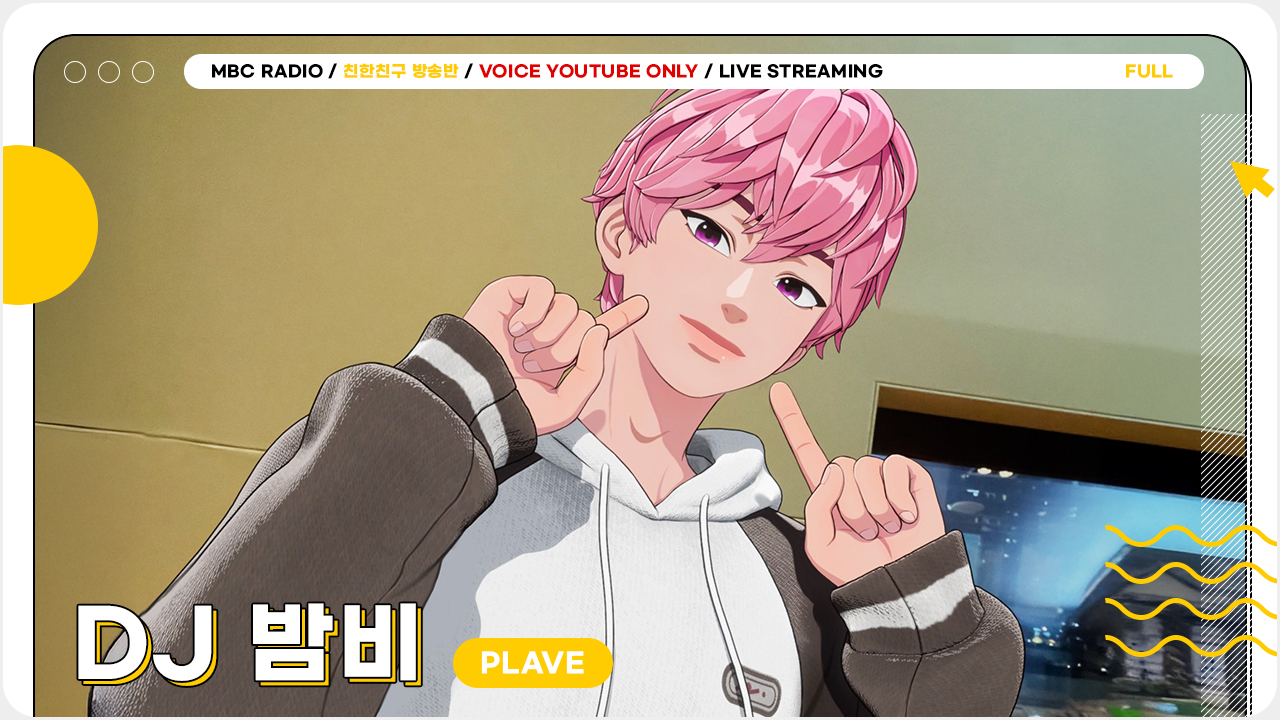 MBC RADIO / 친한친구 방송반 / VOICE YOUTUBE ONLY / LIVE STREAMING
FULL
DJ 밤비
PLAVE